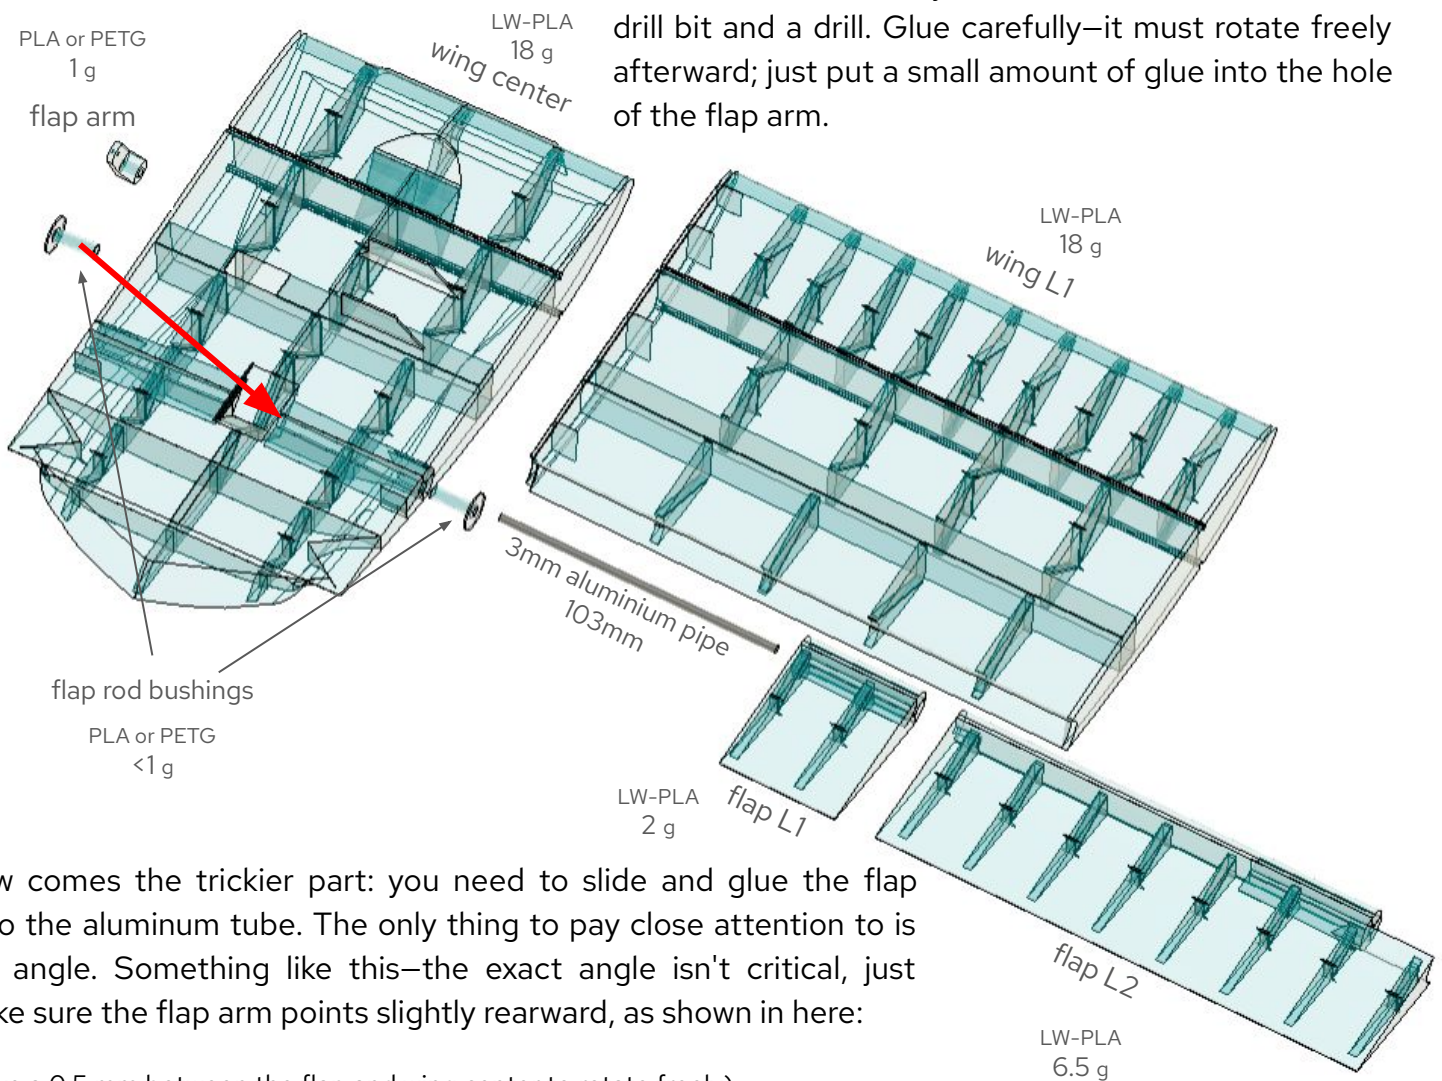 drill bit and a drill. Glue carefully—it must rotate freely
afterward; just put a small amount of glue into the hole
of the flap arm.
PLA or PETG
1 g
flap arm
LW-PLA
18 g
wing center
LW-PLA
18 g
wing L1
3mm aluminium pipe
103mm
flap rod bushings
PLA or PETG
<1 g
LW-PLA
2 g
flap L1
flap L2
LW-PLA
6.5 g
comes the trickier part: you need to slide and glue the flap
the aluminum tube. The only thing to pay close attention to is
angle. Something like this—the exact angle isn't critical, just
sure the flap arm points slightly rearward, as shown in here: